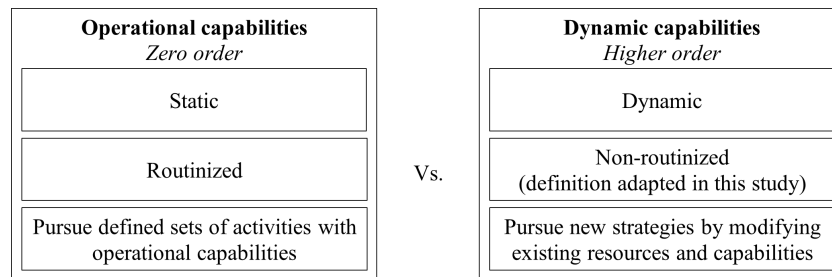 Operational capabilities
Zero order
Static
Routinized
Pursue defined sets of activities with
operational capabilities
Vs.
Dynamic capabilities
Higher order
Dynamic
Non-routinized
(definition adapted in this study)
Pursue new strategies by modifying
existing resources and capabilities